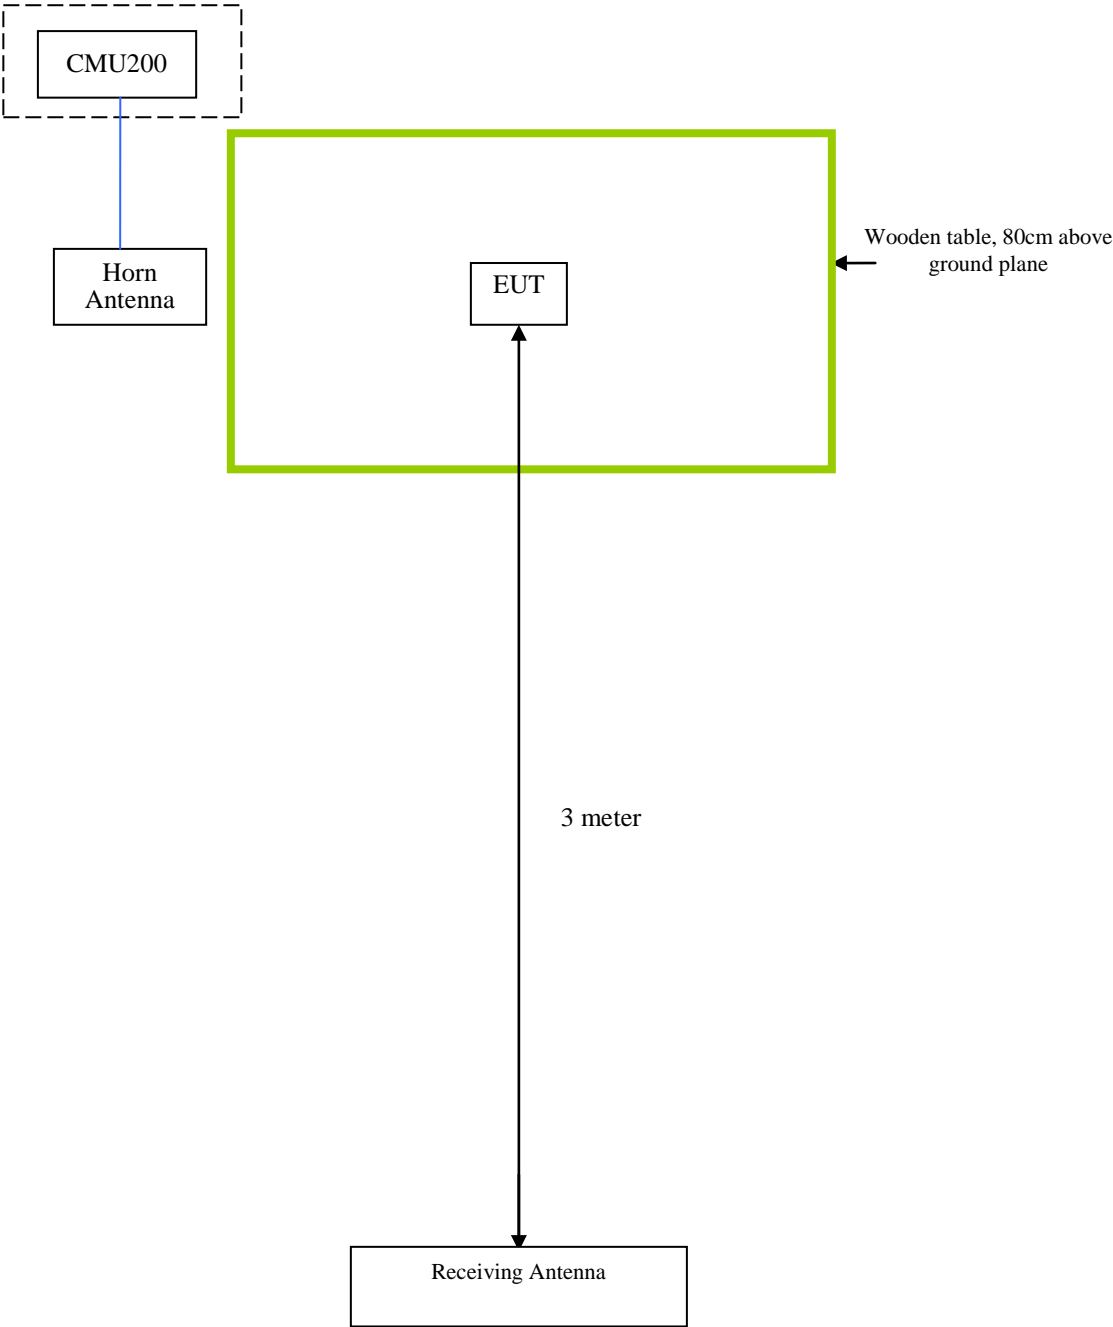 CMU200
Wooden table, 80cm above
ground plane
Horn
Antenna
EUT
3 meter
Receiving Antenna